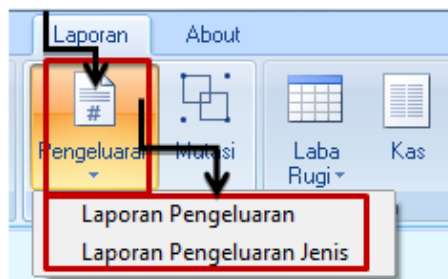 Laporan About
#
Pengeluaran Mutasi Laba Rugi Kas
Laporan Pengeluaran
Laporan Pengeluaran Jenis